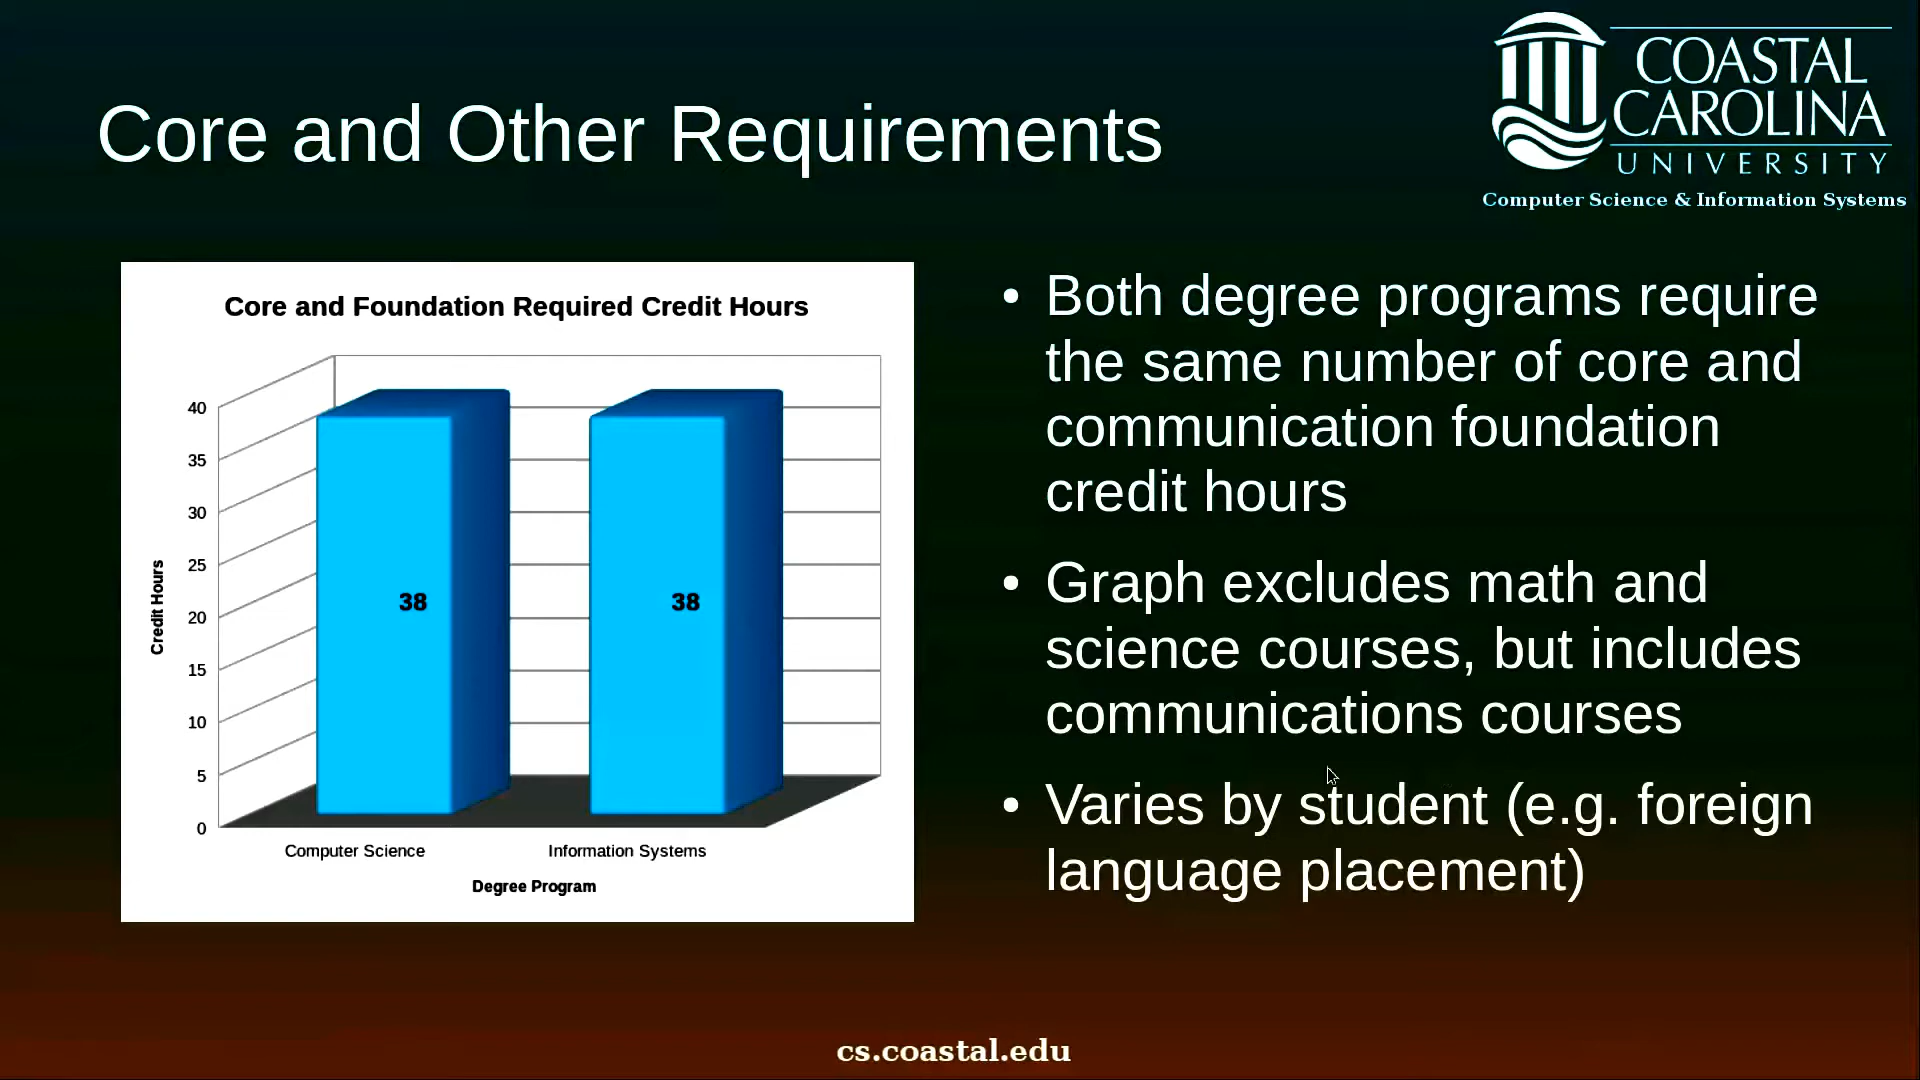 COASTAL
CAROLINA
UNIVERSITY
Computer Science & Information Systems
Core and Other Requirements
Core and Foundation Required Credit Hours
40
35
30
25
20
15
10
5
0
Credit Hours
38
38
Computer Science
Information Systems
Degree Program
• Both degree programs require
the same number of core and
communication foundation
credit hours
• Graph excludes math and
science courses, but includes
communications courses
• Varies by student (e.g. foreign
language placement)
cs.coastal.edu